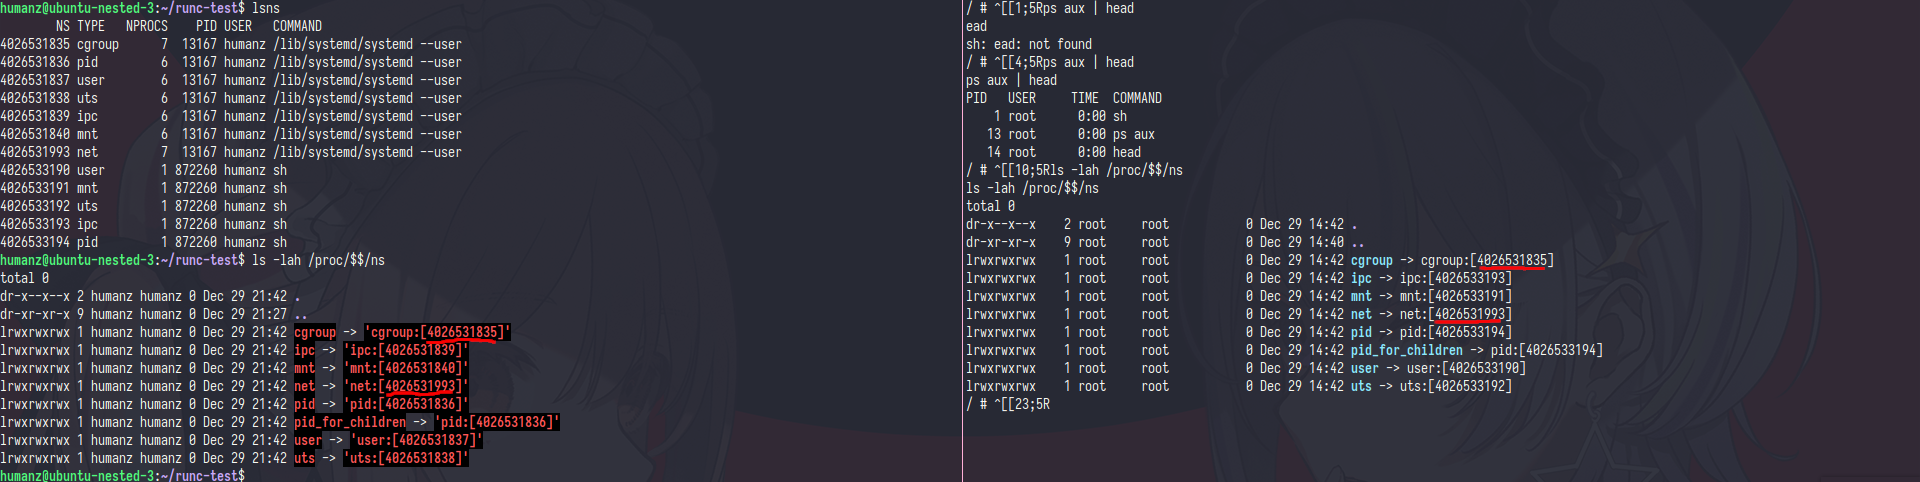 humanz@ubuntu-nested-3:~/runc-test$ lsns
        NS TYPE   NPROCS    PID USER   COMMAND
4026531835 cgroup      7  13167 humanz /lib/systemd/systemd --user
4026531836 pid         6  13167 humanz /lib/systemd/systemd --user
4026531837 user        6  13167 humanz /lib/systemd/systemd --user
4026531838 uts         6  13167 humanz /lib/systemd/systemd --user
4026531839 ipc         6  13167 humanz /lib/systemd/systemd --user
4026531840 mnt         6  13167 humanz /lib/systemd/systemd --user
4026531993 net         7  13167 humanz /lib/systemd/systemd --user
4026533190 user        1 872260 humanz sh
4026533191 mnt         1 872260 humanz sh
4026533192 uts         1 872260 humanz sh
4026533193 ipc         1 872260 humanz sh
4026533194 pid         1 872260 humanz sh
humanz@ubuntu-nested-3:~/runc-test$ ls -lah /proc/$$/ns
total 0
dr-x--x--x 2 humanz humanz 0 Dec 29 21:42 .
dr-xr-xr-x 9 humanz humanz 0 Dec 29 21:27 ..
lrwxrwxrwx 1 humanz humanz 0 Dec 29 21:42 cgroup -> 'cgroup:[4026531835]'
lrwxrwxrwx 1 humanz humanz 0 Dec 29 21:42 ipc -> 'ipc:[4026531839]'
lrwxrwxrwx 1 humanz humanz 0 Dec 29 21:42 mnt -> 'mnt:[4026531840]'
lrwxrwxrwx 1 humanz humanz 0 Dec 29 21:42 net -> 'net:[4026531993]'
lrwxrwxrwx 1 humanz humanz 0 Dec 29 21:42 pid -> 'pid:[4026531836]'
lrwxrwxrwx 1 humanz humanz 0 Dec 29 21:42 pid_for_children -> 'pid:[4026531836]'
lrwxrwxrwx 1 humanz humanz 0 Dec 29 21:42 user -> 'user:[4026531837]'
lrwxrwxrwx 1 humanz humanz 0 Dec 29 21:42 uts -> 'uts:[4026531838]'
humanz@ubuntu-nested-3:~/runc-test$
/ # ^[[1;5Rps aux | head
ead
sh: ead: not found
/ # ^[[4;5Rps aux | head
ps aux | head
PID   USER     TIME  COMMAND
    1 root      0:00 sh
   13 root      0:00 ps aux
   14 root      0:00 head
/ # ^[[10;5Rls -lah /proc/$$/ns
ls -lah /proc/$$/ns
total 0
dr-x--x--x    2 root     root           0 Dec 29 14:42 .
dr-xr-xr-x    9 root     root           0 Dec 29 14:40 ..
lrwxrwxrwx    1 root     root           0 Dec 29 14:42 cgroup -> cgroup:[4026531835]
lrwxrwxrwx    1 root     root           0 Dec 29 14:42 ipc -> ipc:[4026533193]
lrwxrwxrwx    1 root     root           0 Dec 29 14:42 mnt -> mnt:[4026533191]
lrwxrwxrwx    1 root     root           0 Dec 29 14:42 net -> net:[4026531993]
lrwxrwxrwx    1 root     root           0 Dec 29 14:42 pid -> pid:[4026533194]
lrwxrwxrwx    1 root     root           0 Dec 29 14:42 pid_for_children -> pid:[4026533194]
lrwxrwxrwx    1 root     root           0 Dec 29 14:42 user -> user:[4026533190]
lrwxrwxrwx    1 root     root           0 Dec 29 14:42 uts -> uts:[4026533192]
/ # ^[[23;5R